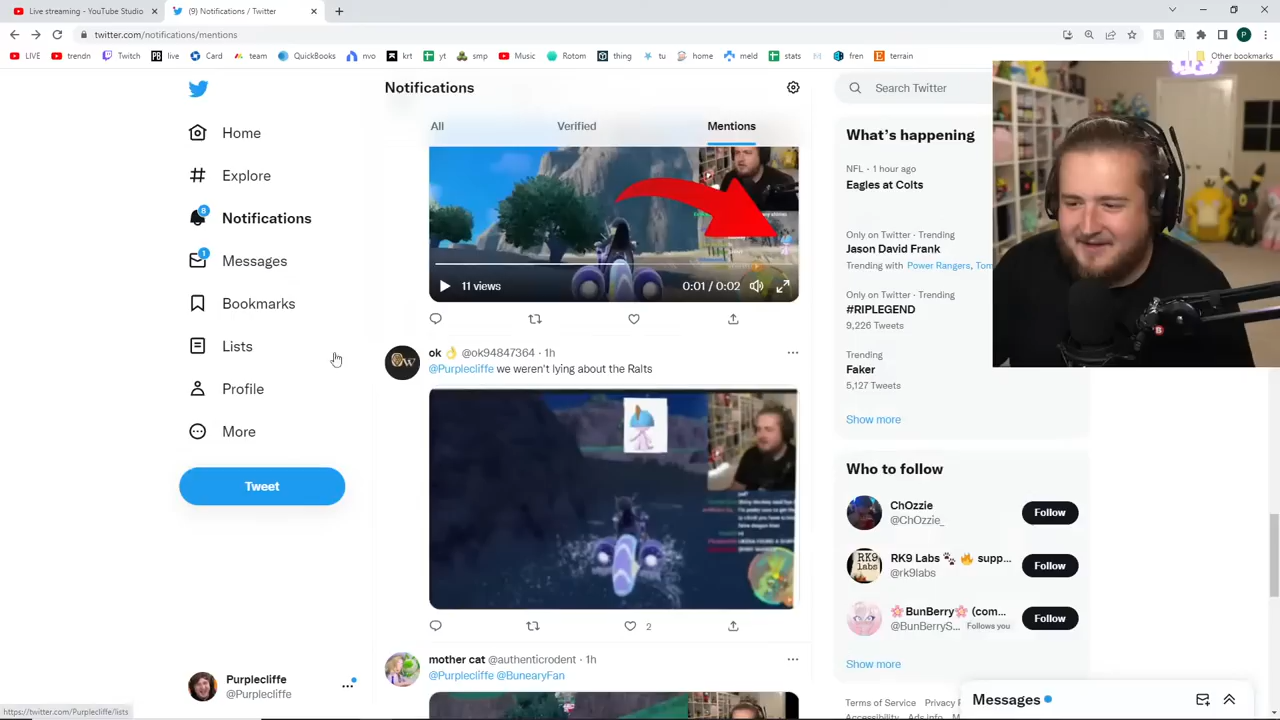 Live streaming - YouTube Studio
(9) Notifications / Twitter
twitter.com/notifications/mentions
LIVE trendn Twitch live Card team QuickBooks nvo krt yt smp Music Rotom thing tu home meld stats fren terrain Other bookmarks
Home
Explore
8
Notifications
1
Messages
Bookmarks
Lists
Profile
More
Tweet
Purplecliffe
@Purplecliffe
https://twitter.com/Purplecliffe/lists
Notifications
All Verified Mentions
11 views 0:01 / 0:02
ok 👌 @ok94847364 · 1h
@Purplecliffe we weren't lying about the Ralts
2
mother cat @authenticrodent · 1h
@Purplecliffe @BunearyFan
Search Twitter
What's happening
NFL · 1 hour ago
Eagles at Colts
Only on Twitter · Trending
Jason David Frank
Trending with Power Rangers,
Only on Twitter · Trending
#RIPLEGEND
9,226 Tweets
Trending
Faker
5,137 Tweets
Show more
Who to follow
ChOzzie
@ChOzzie_
Follow
RK9 Labs 🐾 🔥 supp...
@rk9labs
Follow
🌸BunBerry🌸 (com...
@BunBerryS... Follows you
Follow
Show more
Terms of Service
Messages